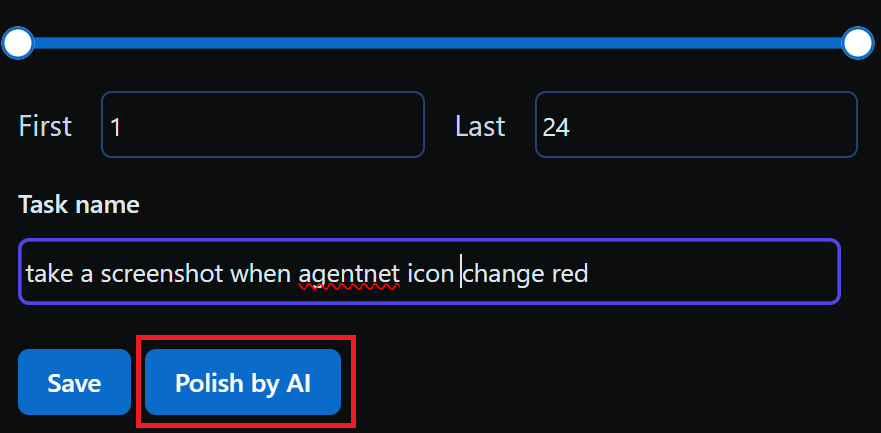 First 1 Last 24
Task name
take a screenshot when agentnet icon change red
Save Polish by AI